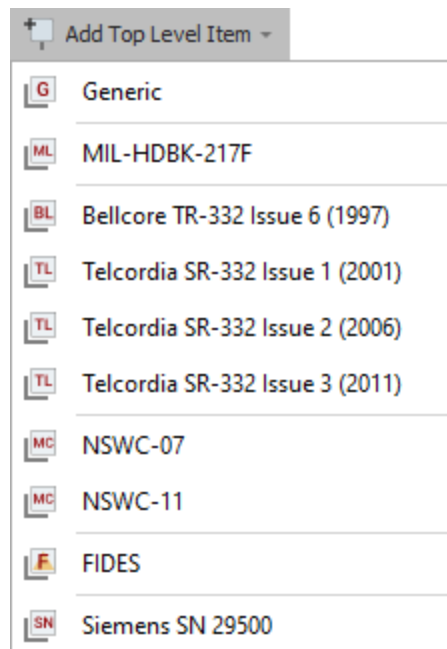 Add Top Level Item
G Generic
ML MIL-HDBK-217F
BL Bellcore TR-332 Issue 6 (1997)
TL Telcordia SR-332 Issue 1 (2001)
TL Telcordia SR-332 Issue 2 (2006)
TL Telcordia SR-332 Issue 3 (2011)
MC NSWC-07
MC NSWC-11
F FIDES
SN Siemens SN 29500